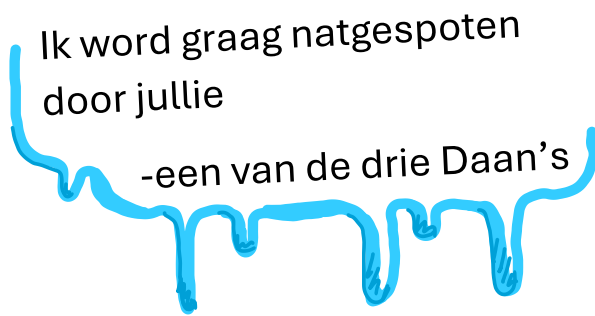 Ik word graag natgespoten
door jullie
-een van de drie Daan’s